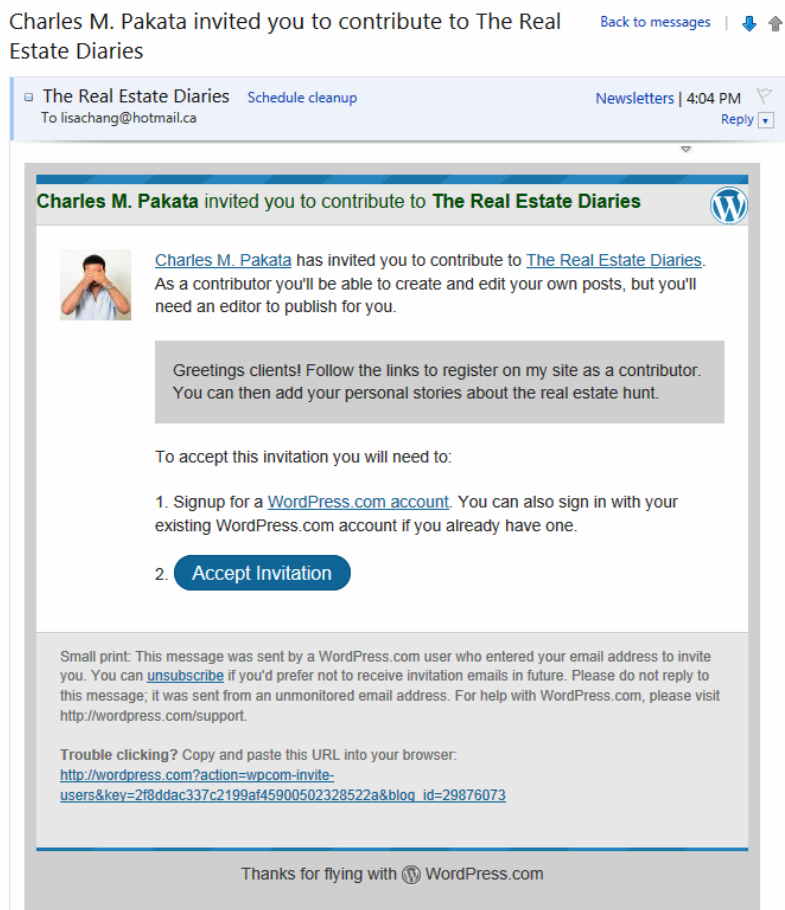 Charles M. Pakata invited you to contribute to The Real
Estate Diaries
Back to messages |
The Real Estate Diaries Schedule cleanup
Newsletters | 4:04 PM
To lisachang@hotmail.ca
Reply
Charles M. Pakata invited you to contribute to The Real Estate Diaries
Charles M. Pakata has invited you to contribute to The Real Estate Diaries.
As a contributor you'll be able to create and edit your own posts, but you'll
need an editor to publish for you.
Greetings clients! Follow the links to register on my site as a contributor.
You can then add your personal stories about the real estate hunt.
To accept this invitation you will need to:
1. Signup for a WordPress.com account. You can also sign in with your
existing WordPress.com account if you already have one.
2. Accept Invitation
Small print: This message was sent by a WordPress.com user who entered your email address to invite
you. You can unsubscribe if you'd prefer not to receive invitation emails in future. Please do not reply to
this message; it was sent from an unmonitored email address. For help with WordPress.com, please visit
http://wordpress.com/support.
Trouble clicking? Copy and paste this URL into your browser:
http://wordpress.com?action=wpcom-invite-
users&key=2f8ddac337c2199af45900502328522a&blog_id=29876073
Thanks for flying with WordPress.com